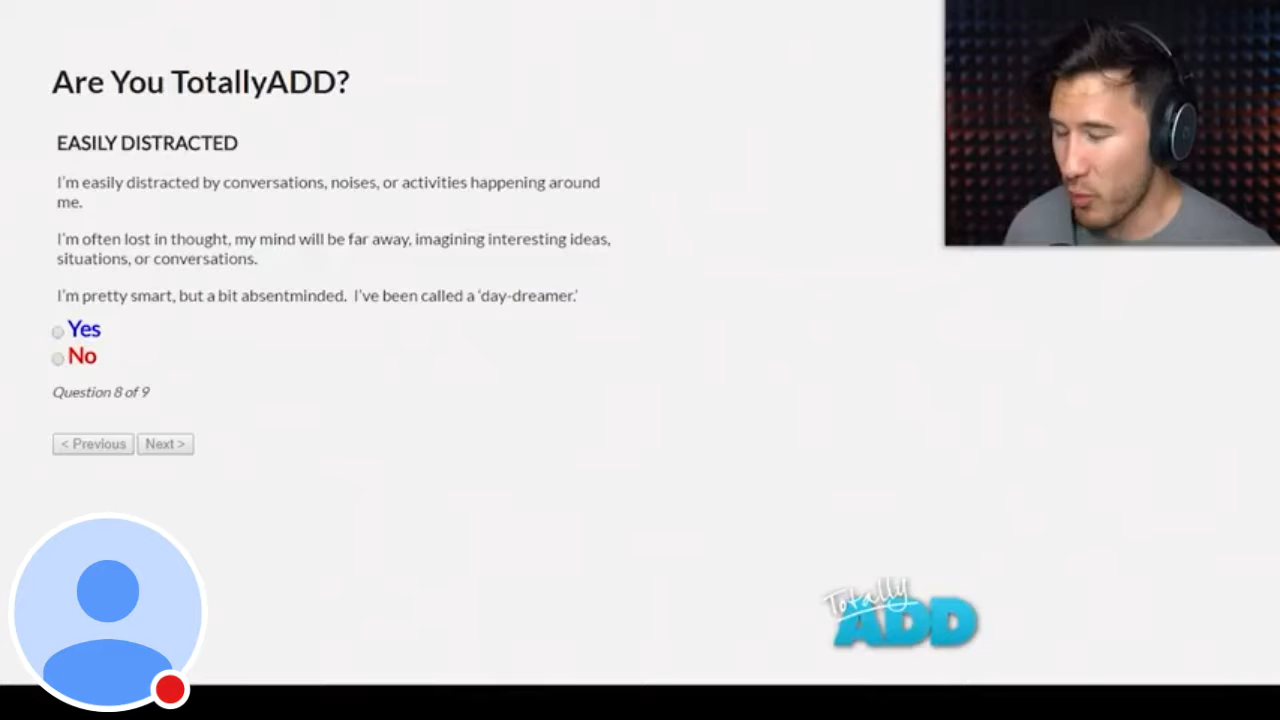 Are You TotallyADD?
EASILY DISTRACTED
I'm easily distracted by conversations, noises, or activities happening around
me.
I'm often lost in thought, my mind will be far away, imagining interesting ideas,
situations, or conversations.
I'm pretty smart, but a bit absentminded.  I've been called a 'day-dreamer.'
Yes
No
Question 8 of 9
< Previous Next >
Totally
ADD